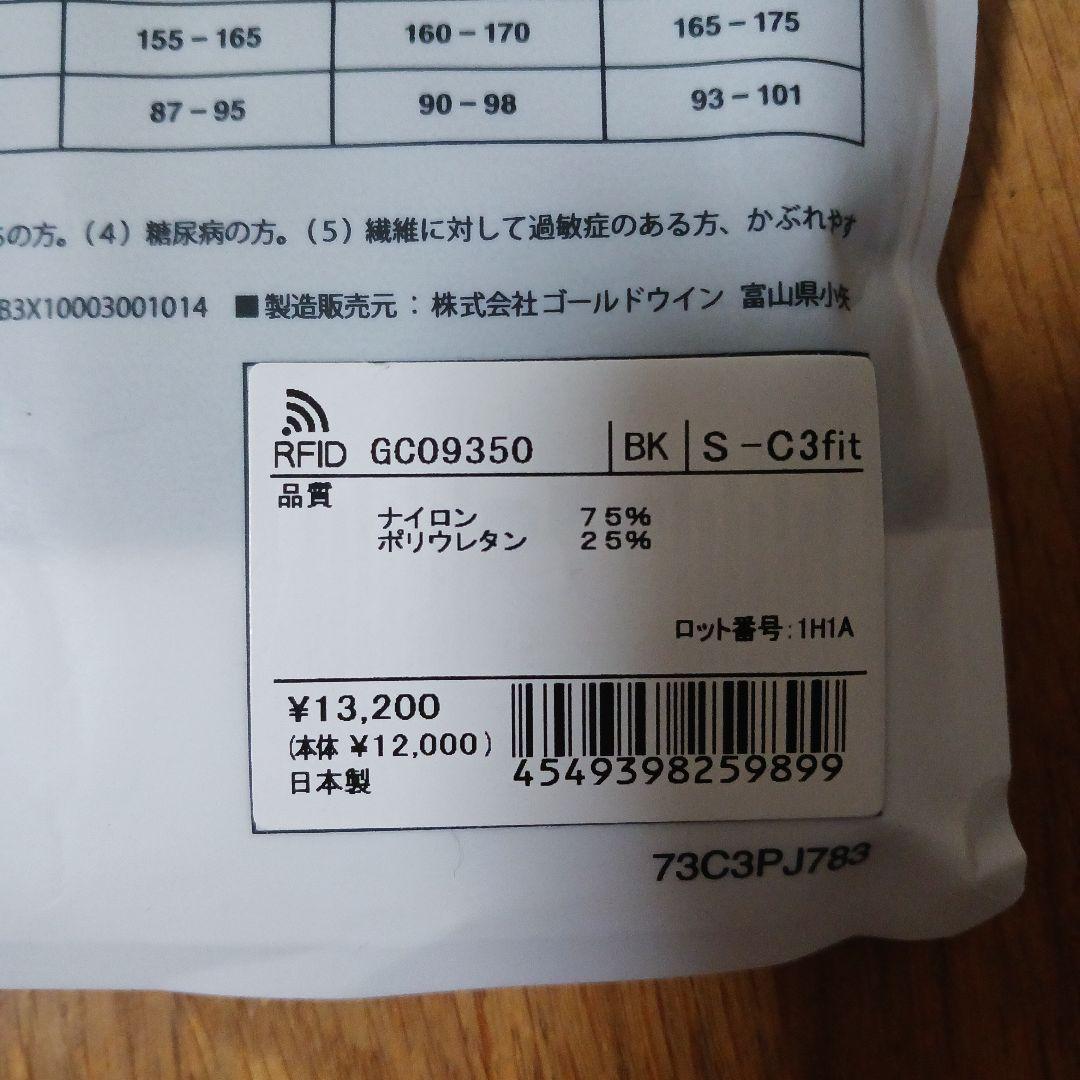 155-165 160-170 165-175
87-95 90-98 93-101
の方。(4) 糖尿病の方。(5) 繊維に対して過敏症のある方、かぶれやす
B3X10003001014 ■製造販売元：株式会社ゴールドウイン 富山県小矢
RFID GC09350 BK S-C3fit
品質
ナイロン 75%
ポリウレタン 25%
ロット番号:1H1A
¥13,200
(本体 ¥12,000)
日本製
4549398259899
73C3PJ783